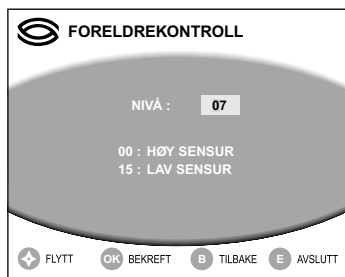 FORELDREKONTROLL
NIVÅ : 07
00 : HØY SENSUR
15 : LAV SENSUR
FLYTT OK BEKREFT B TILBAKE E AVSLUTT